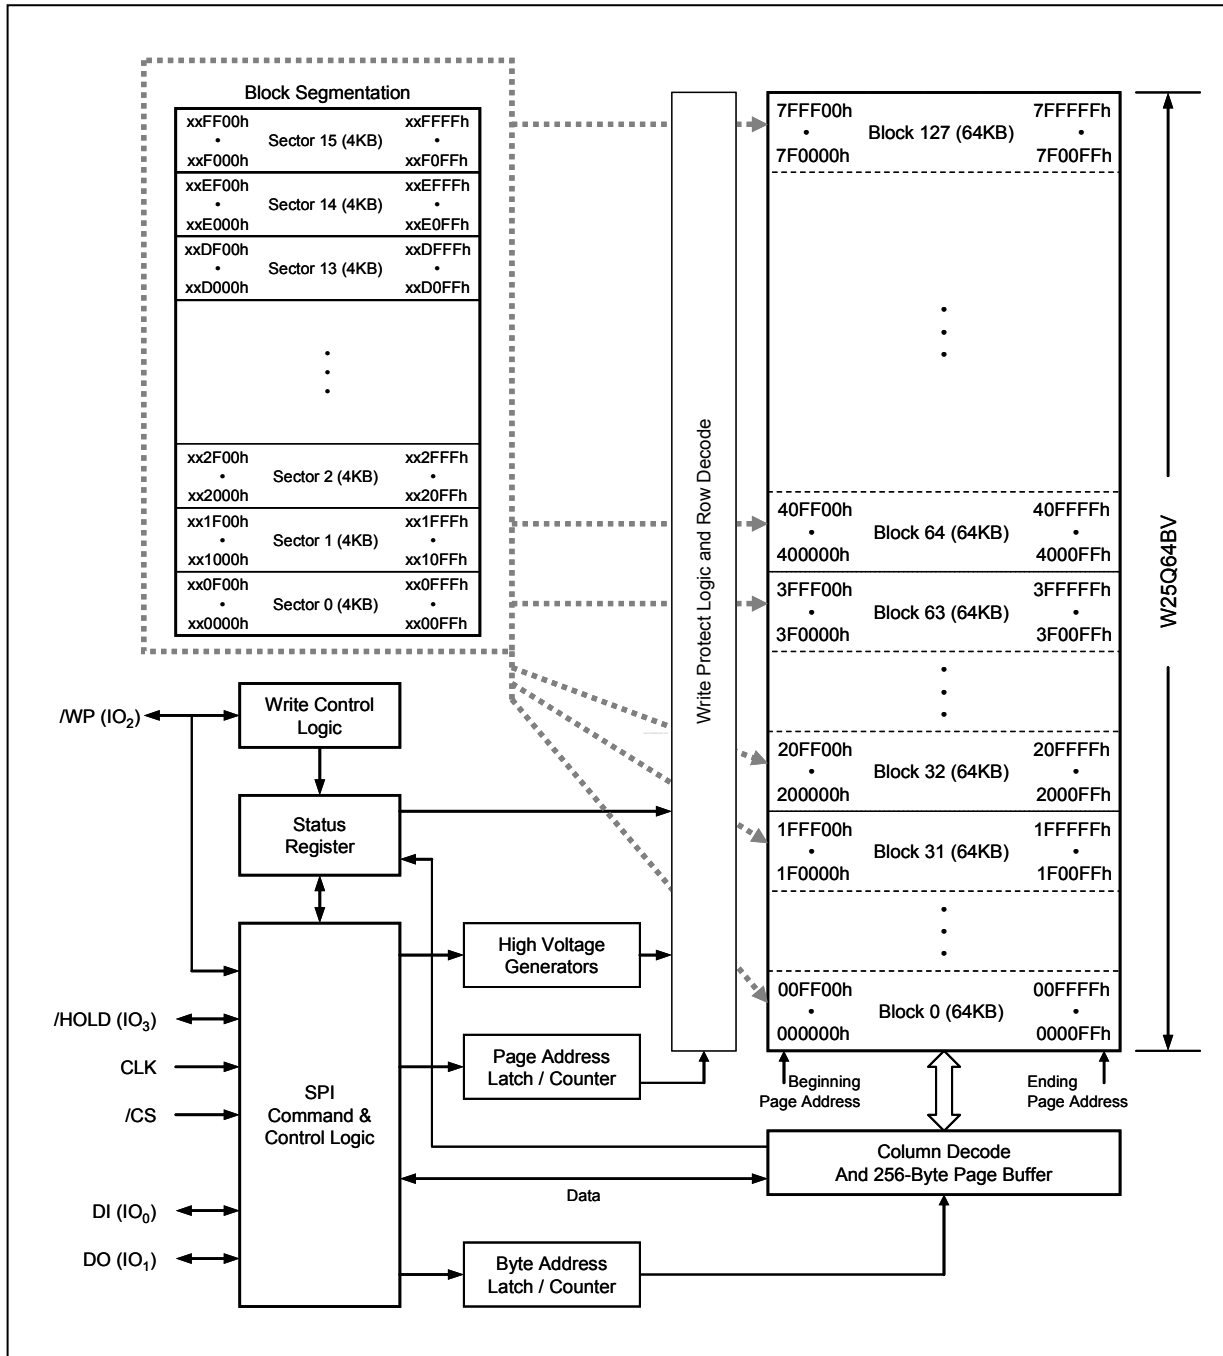 Block Segmentation
xxFF00h xxFFFFh
• Sector 15 (4KB) •
xxF000h xxF0FFh
xxEF00h xxEFFFh
• Sector 14 (4KB) •
xxE000h xxE0FFh
xxDF00h xxDFFFh
• Sector 13 (4KB) •
xxD000h xxD0FFh
xx2F00h xx2FFFh
• Sector 2 (4KB) •
xx2000h xx20FFh
xx1F00h xx1FFFh
• Sector 1 (4KB) •
xx1000h xx10FFh
xx0F00h xx0FFFh
• Sector 0 (4KB) •
xx0000h xx00FFh
Write Protect Logic and Row Decode
7FFF00h 7FFFFFh
• Block 127 (64KB) •
7F0000h 7F00FFh
40FF00h 40FFFFh
• Block 64 (64KB) •
400000h 4000FFh
3FFF00h 3FFFFFh
• Block 63 (64KB) •
3F0000h 3F00FFh
20FF00h 20FFFFh
• Block 32 (64KB) •
200000h 2000FFh
1FFF00h 1FFFFFh
• Block 31 (64KB) •
1F0000h 1F00FFh
00FF00h 00FFFFh
• Block 0 (64KB) •
000000h 0000FFh
W25Q64BV
Beginning
Page Address
Ending
Page Address
/WP (IO2)
Write Control
Logic
Status
Register
High Voltage
Generators
/HOLD (IO3)
CLK
/CS
DI (IO0)
DO (IO1)
SPI
Command &
Control Logic
Page Address
Latch / Counter
Column Decode
And 256-Byte Page Buffer
Data
Byte Address
Latch / Counter